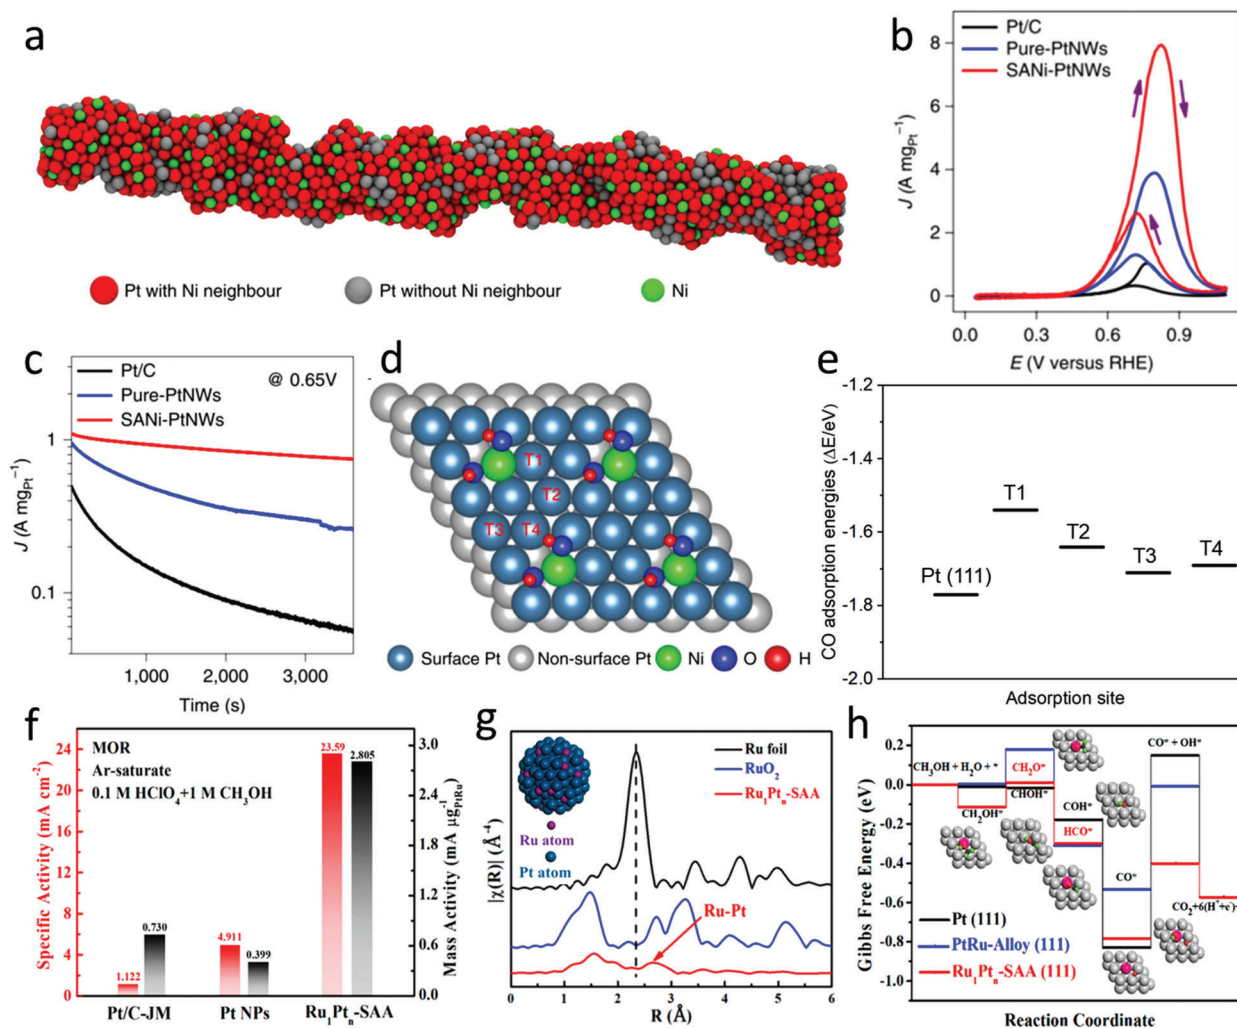 a
Pt with Ni neighbour
Pt without Ni neighbour
Ni
b
Pt/C
Pure-PtNWs
SANi-PtNWs
8
6
4
2
0
J (A mgPt⁻¹)
0.0
0.3
0.6
0.9
E (V versus RHE)
c
Pt/C
Pure-PtNWs
SANi-PtNWs
@ 0.65V
1
0.1
J (A mgPt⁻¹)
1,000
2,000
3,000
Time (s)
d
T1
T2
T3
T4
Surface Pt
Non-surface Pt
Ni
O
H
e
-1.2
-1.4
-1.6
-1.8
-2.0
CO adsorption energies (ΔE/eV)
Pt (111)
T1
T2
T3
T4
Adsorption site
f
MOR
Ar-saturate
0.1 M HClO₄+1 M CH₃OH
24
20
16
12
8
4
0
Specific Activity (mA cm⁻²)
1.122
0.730
4.911
0.399
23.59
2.805
3.0
2.4
1.8
1.2
0.6
0.0
Mass Activity (mA μg⁻¹PtRu)
Pt/C-JM
Pt NPs
Ru₁Ptₙ-SAA
g
Ru foil
RuO₂
Ru₁Ptₙ-SAA
Ru atom
Pt atom
Ru-Pt
|χ(R)| (Å⁻⁴)
0
1
2
3
4
5
6
R (Å)
h
0.2
0.0
-0.2
-0.4
-0.6
-0.8
-1.0
Gibbs Free Energy (eV)
CH₃OH + H₂O + *
CH₂OH*
CH₂O*
CHOH*
COH*
HCO*
CO*
CO* + OH*
CO₂+6(H⁺+e⁻)
Pt (111)
PtRu-Alloy (111)
Ru₁Ptₙ-SAA (111)
Reaction Coordinate